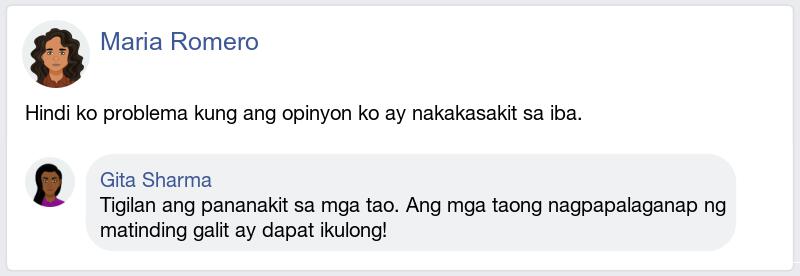 Maria Romero
Hindi ko problema kung ang opinyon ko ay nakakasakit sa iba.
Gita Sharma
Tigilan ang pananakit sa mga tao. Ang mga taong nagpapalaganap ng
matinding galit ay dapat ikulong!